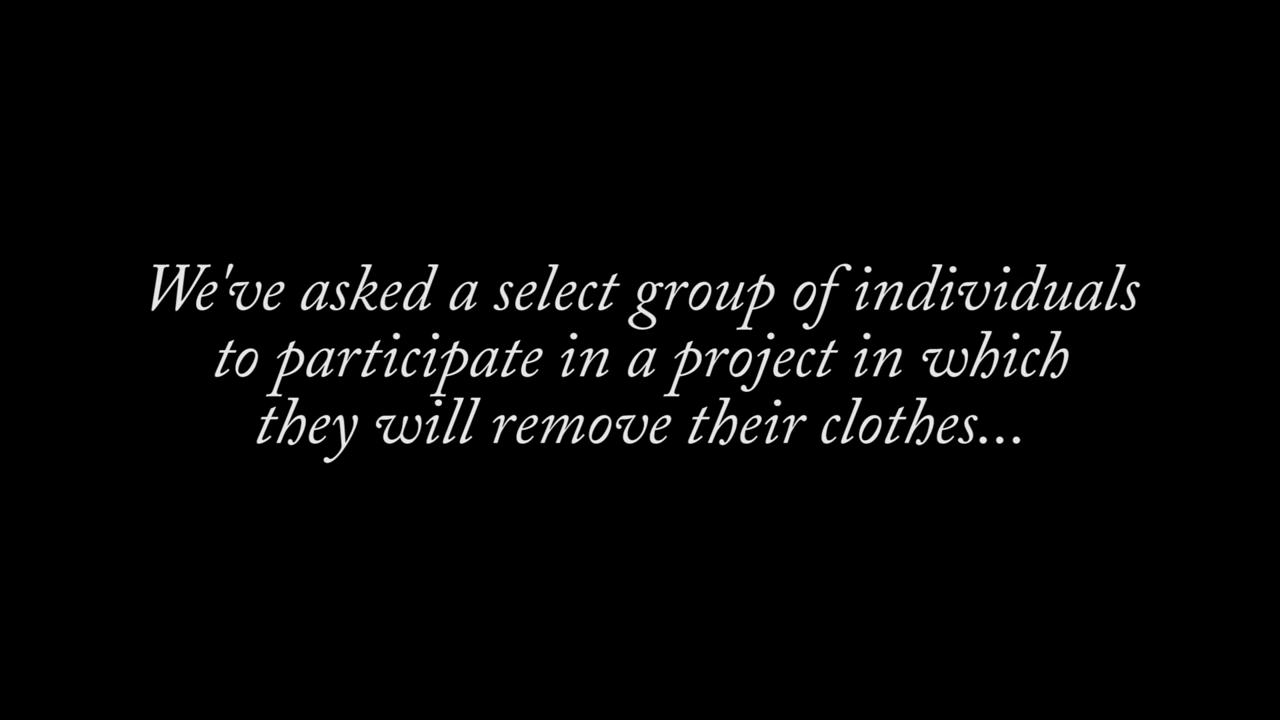 We've asked a select group of individuals
to participate in a project in which
they will remove their clothes...